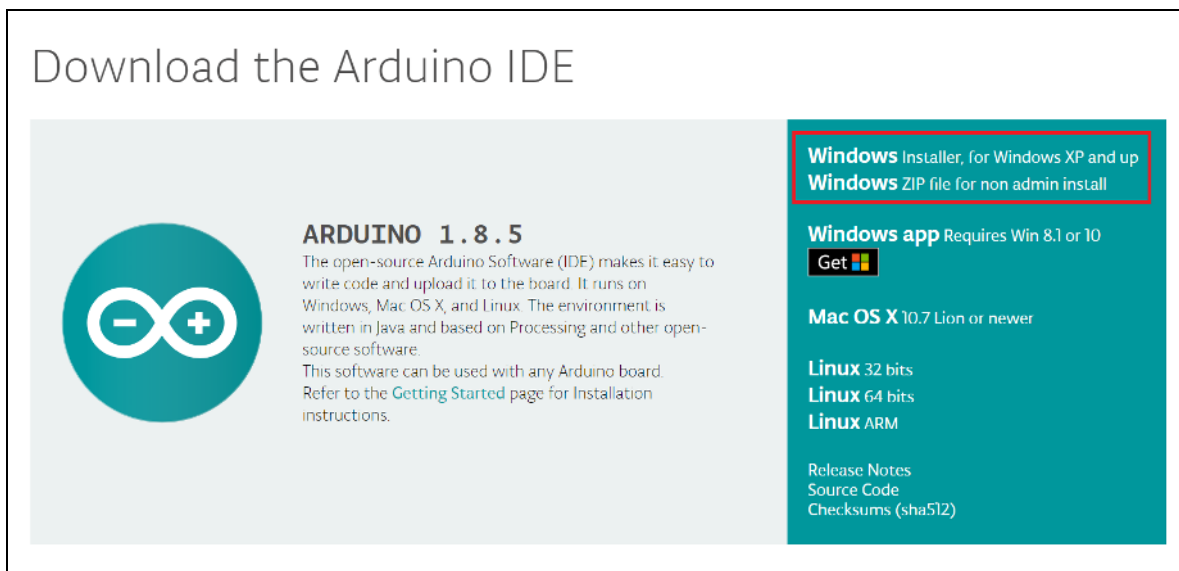 Download the Arduino IDE
ARDUINO 1.8.5
The open-source Arduino Software (IDE) makes it easy to
write code and upload it to the board. It runs on
Windows, Mac OS X, and Linux. The environment is
written in Java and based on Processing and other open-
source software.
This software can be used with any Arduino board.
Refer to the Getting Started page for Installation
instructions.
Windows Installer, for Windows XP and up
Windows ZIP file for non admin install
Windows app Requires Win 8.1 or 10
Get
Mac OS X 10.7 Lion or newer
Linux 32 bits
Linux 64 bits
Linux ARM
Release Notes
Source Code
Checksums (sha512)